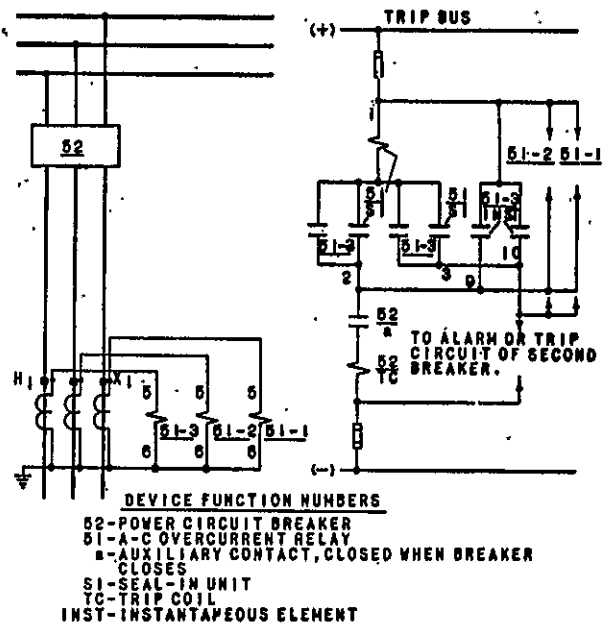 TRIP BUS
(+)
52
1
51-2 51-1
51
SI
51
SI
51-3
INST
51-3
51-3
2
3
9
10
52
a
TO ALARM OR TRIP
CIRCUIT OF SECOND
BREAKER.
52
TC
H1
X1
5 5 5
51-3 51-2 51-1
6 6 6
(-)
DEVICE FUNCTION NUMBERS
52-POWER CIRCUIT BREAKER
51-A-C OVERCURRENT RELAY
a-AUXILIARY CONTACT, CLOSED WHEN BREAKER
CLOSES
SI-SEAL-IN UNIT
TC-TRIP COIL
INST-INSTANTANEOUS ELEMENT